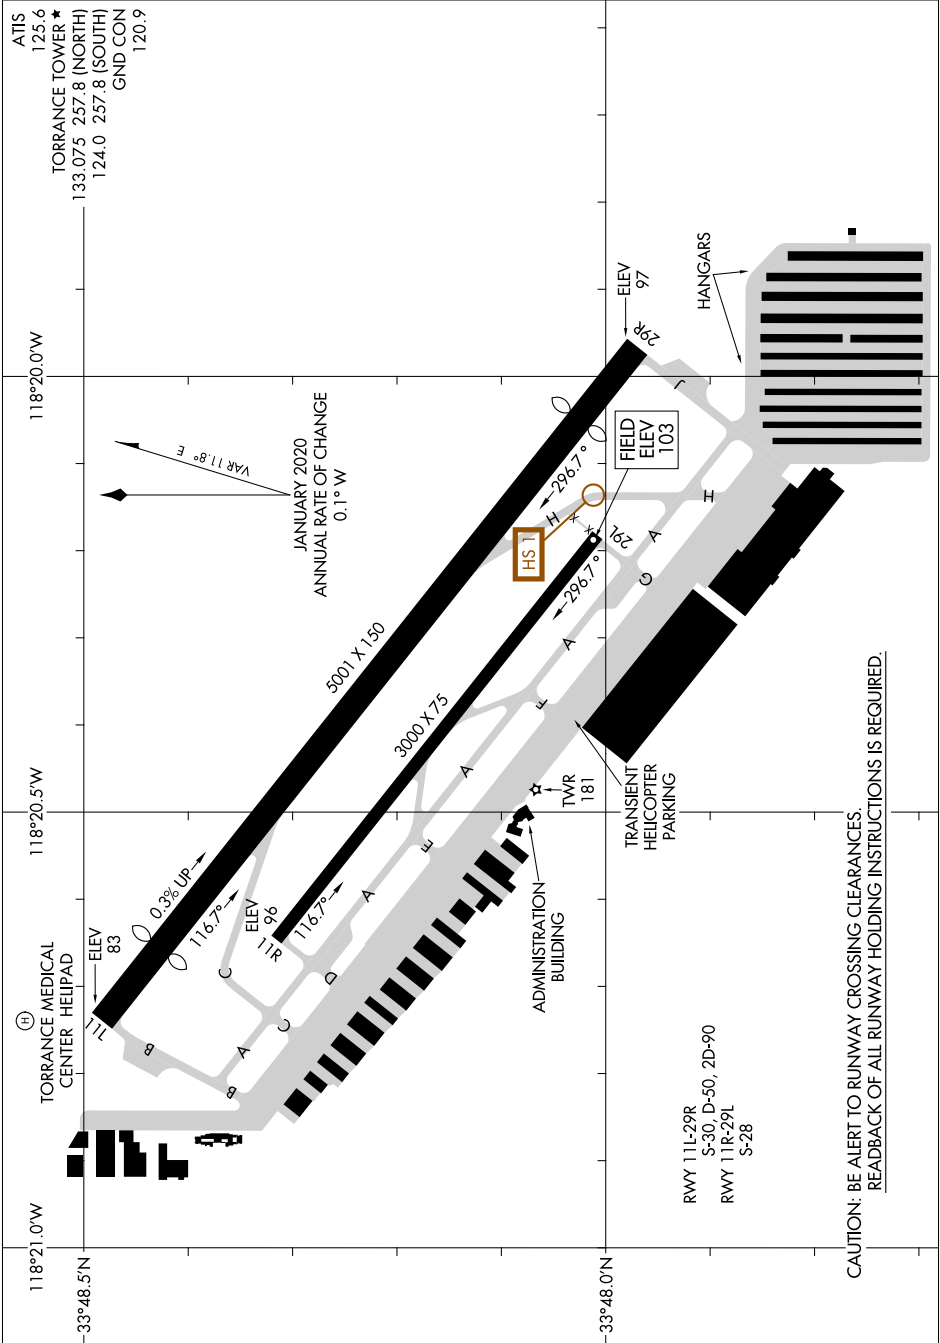 ATIS
125.6
TORRANCE TOWER ★
133.075 257.8 (NORTH)
124.0 257.8 (SOUTH)
GND CON
120.9
118°20.0'W
118°20.5'W
118°21.0'W
33°48.5'N
33°48.0'N
VAR 11.8° E
JANUARY 2020
ANNUAL RATE OF CHANGE
0.1° W
H
TORRANCE MEDICAL
CENTER HELIPAD
ELEV
83
11L
0.3% UP
116.7°
5001 X 150
296.7°
29R
ELEV
97
ELEV
96
11R
116.7°
3000 X 75
296.7°
29L
FIELD
ELEV
103
HS 1
X
X
X
B
B
A
C
C
D
A
E
A
F
A
G
A
H
H
J
HANGARS
TWR
181
ADMINISTRATION
BUILDING
TRANSIENT
HELICOPTER
PARKING
RWY 11L-29R
S-30, D-50, 2D-90
RWY 11R-29L
S-28
CAUTION: BE ALERT TO RUNWAY CROSSING CLEARANCES.
READBACK OF ALL RUNWAY HOLDING INSTRUCTIONS IS REQUIRED.